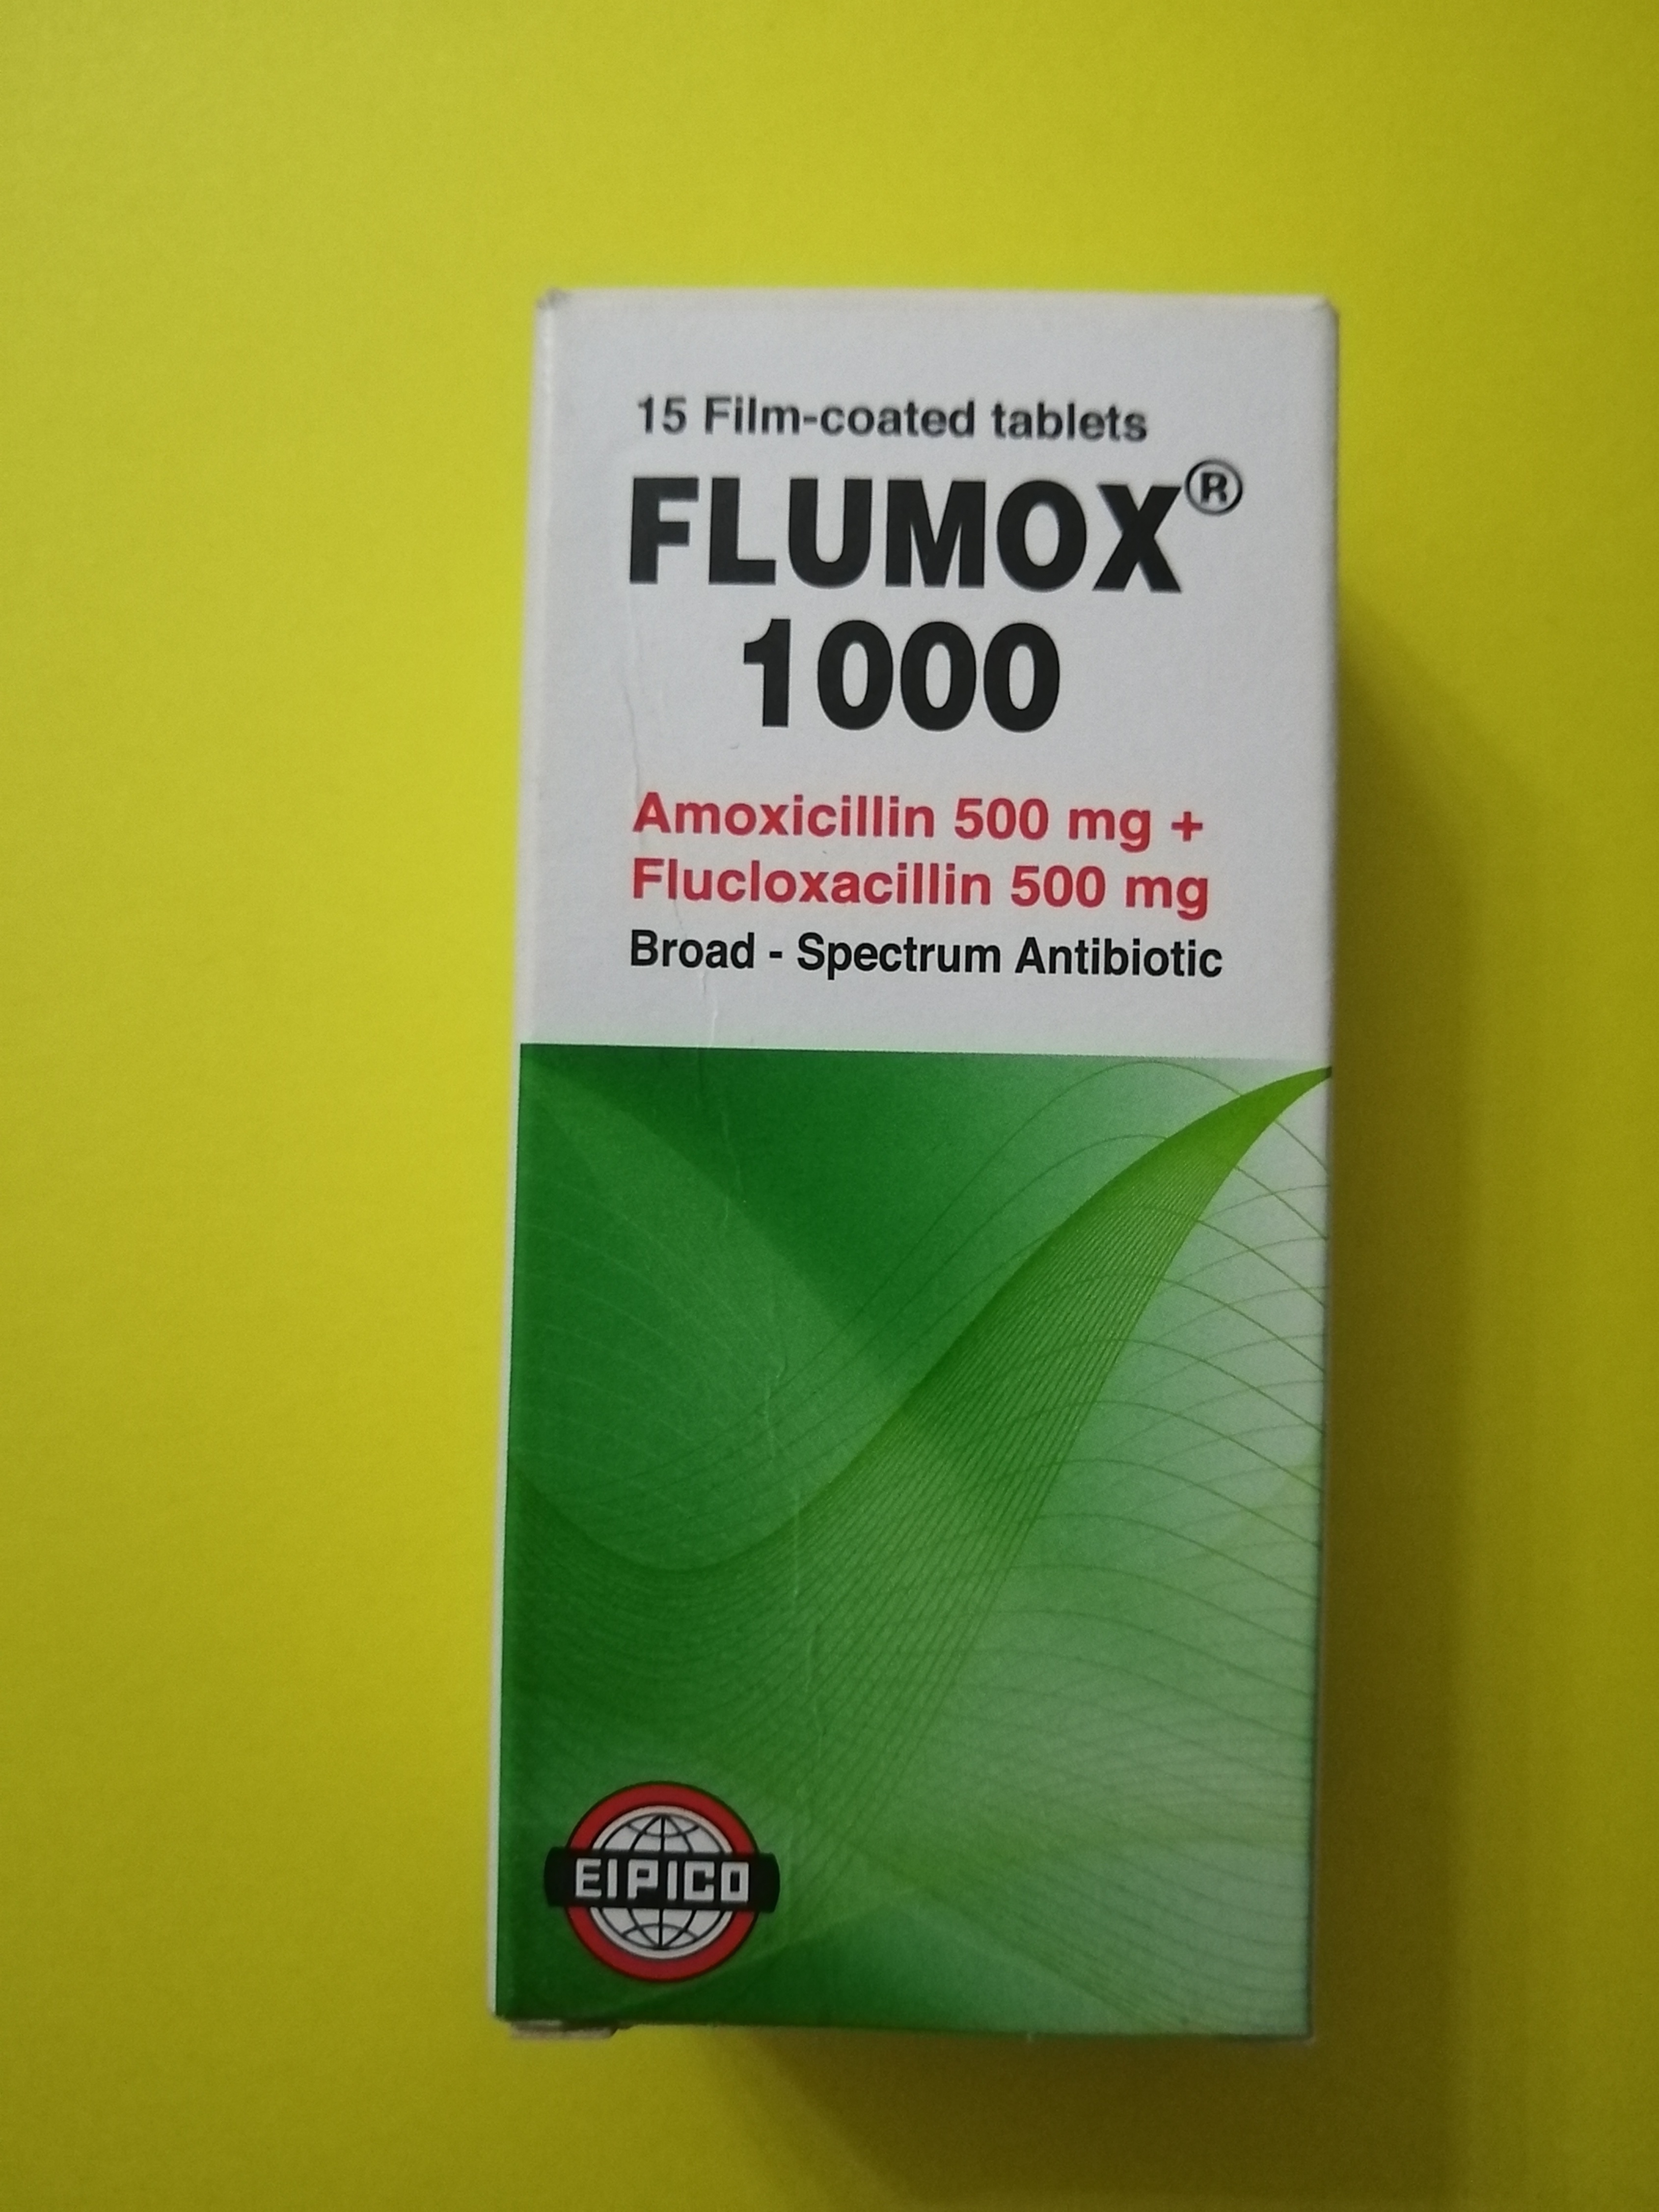 15 Film-coated tablets
FLUMOX®
1000
Amoxicillin 500 mg +
Flucloxacillin 500 mg
Broad - Spectrum Antibiotic
EIPICO